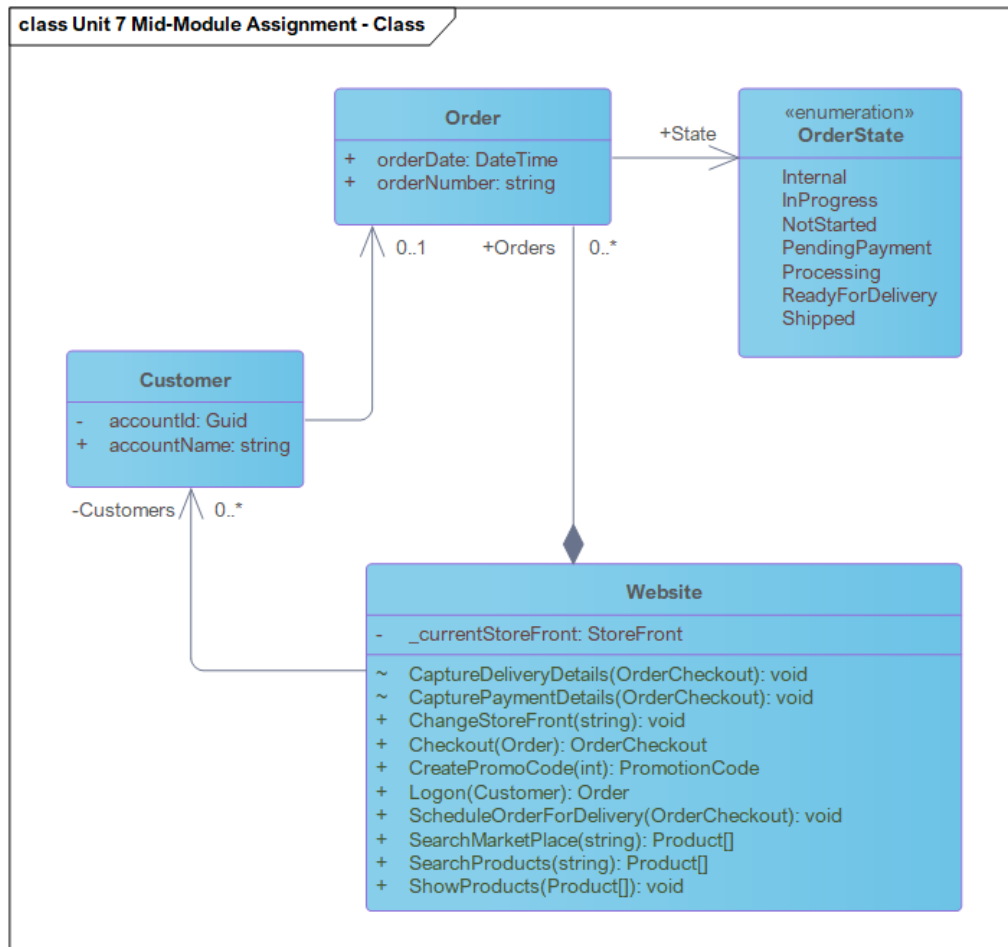 class Unit 7 Mid-Module Assignment - Class
Order
+ orderDate: DateTime
+ orderNumber: string
+State
«enumeration»
OrderState
Internal
InProgress
NotStarted
PendingPayment
Processing
ReadyForDelivery
Shipped
0..1
+Orders
0..*
Customer
- accountId: Guid
+ accountName: string
-Customers
0..*
Website
- _currentStoreFront: StoreFront
~ CaptureDeliveryDetails(OrderCheckout): void
~ CapturePaymentDetails(OrderCheckout): void
+ ChangeStoreFront(string): void
+ Checkout(Order): OrderCheckout
+ CreatePromoCode(int): PromotionCode
+ Logon(Customer): Order
+ ScheduleOrderForDelivery(OrderCheckout): void
+ SearchMarketPlace(string): Product[]
+ SearchProducts(string): Product[]
+ ShowProducts(Product[]): void